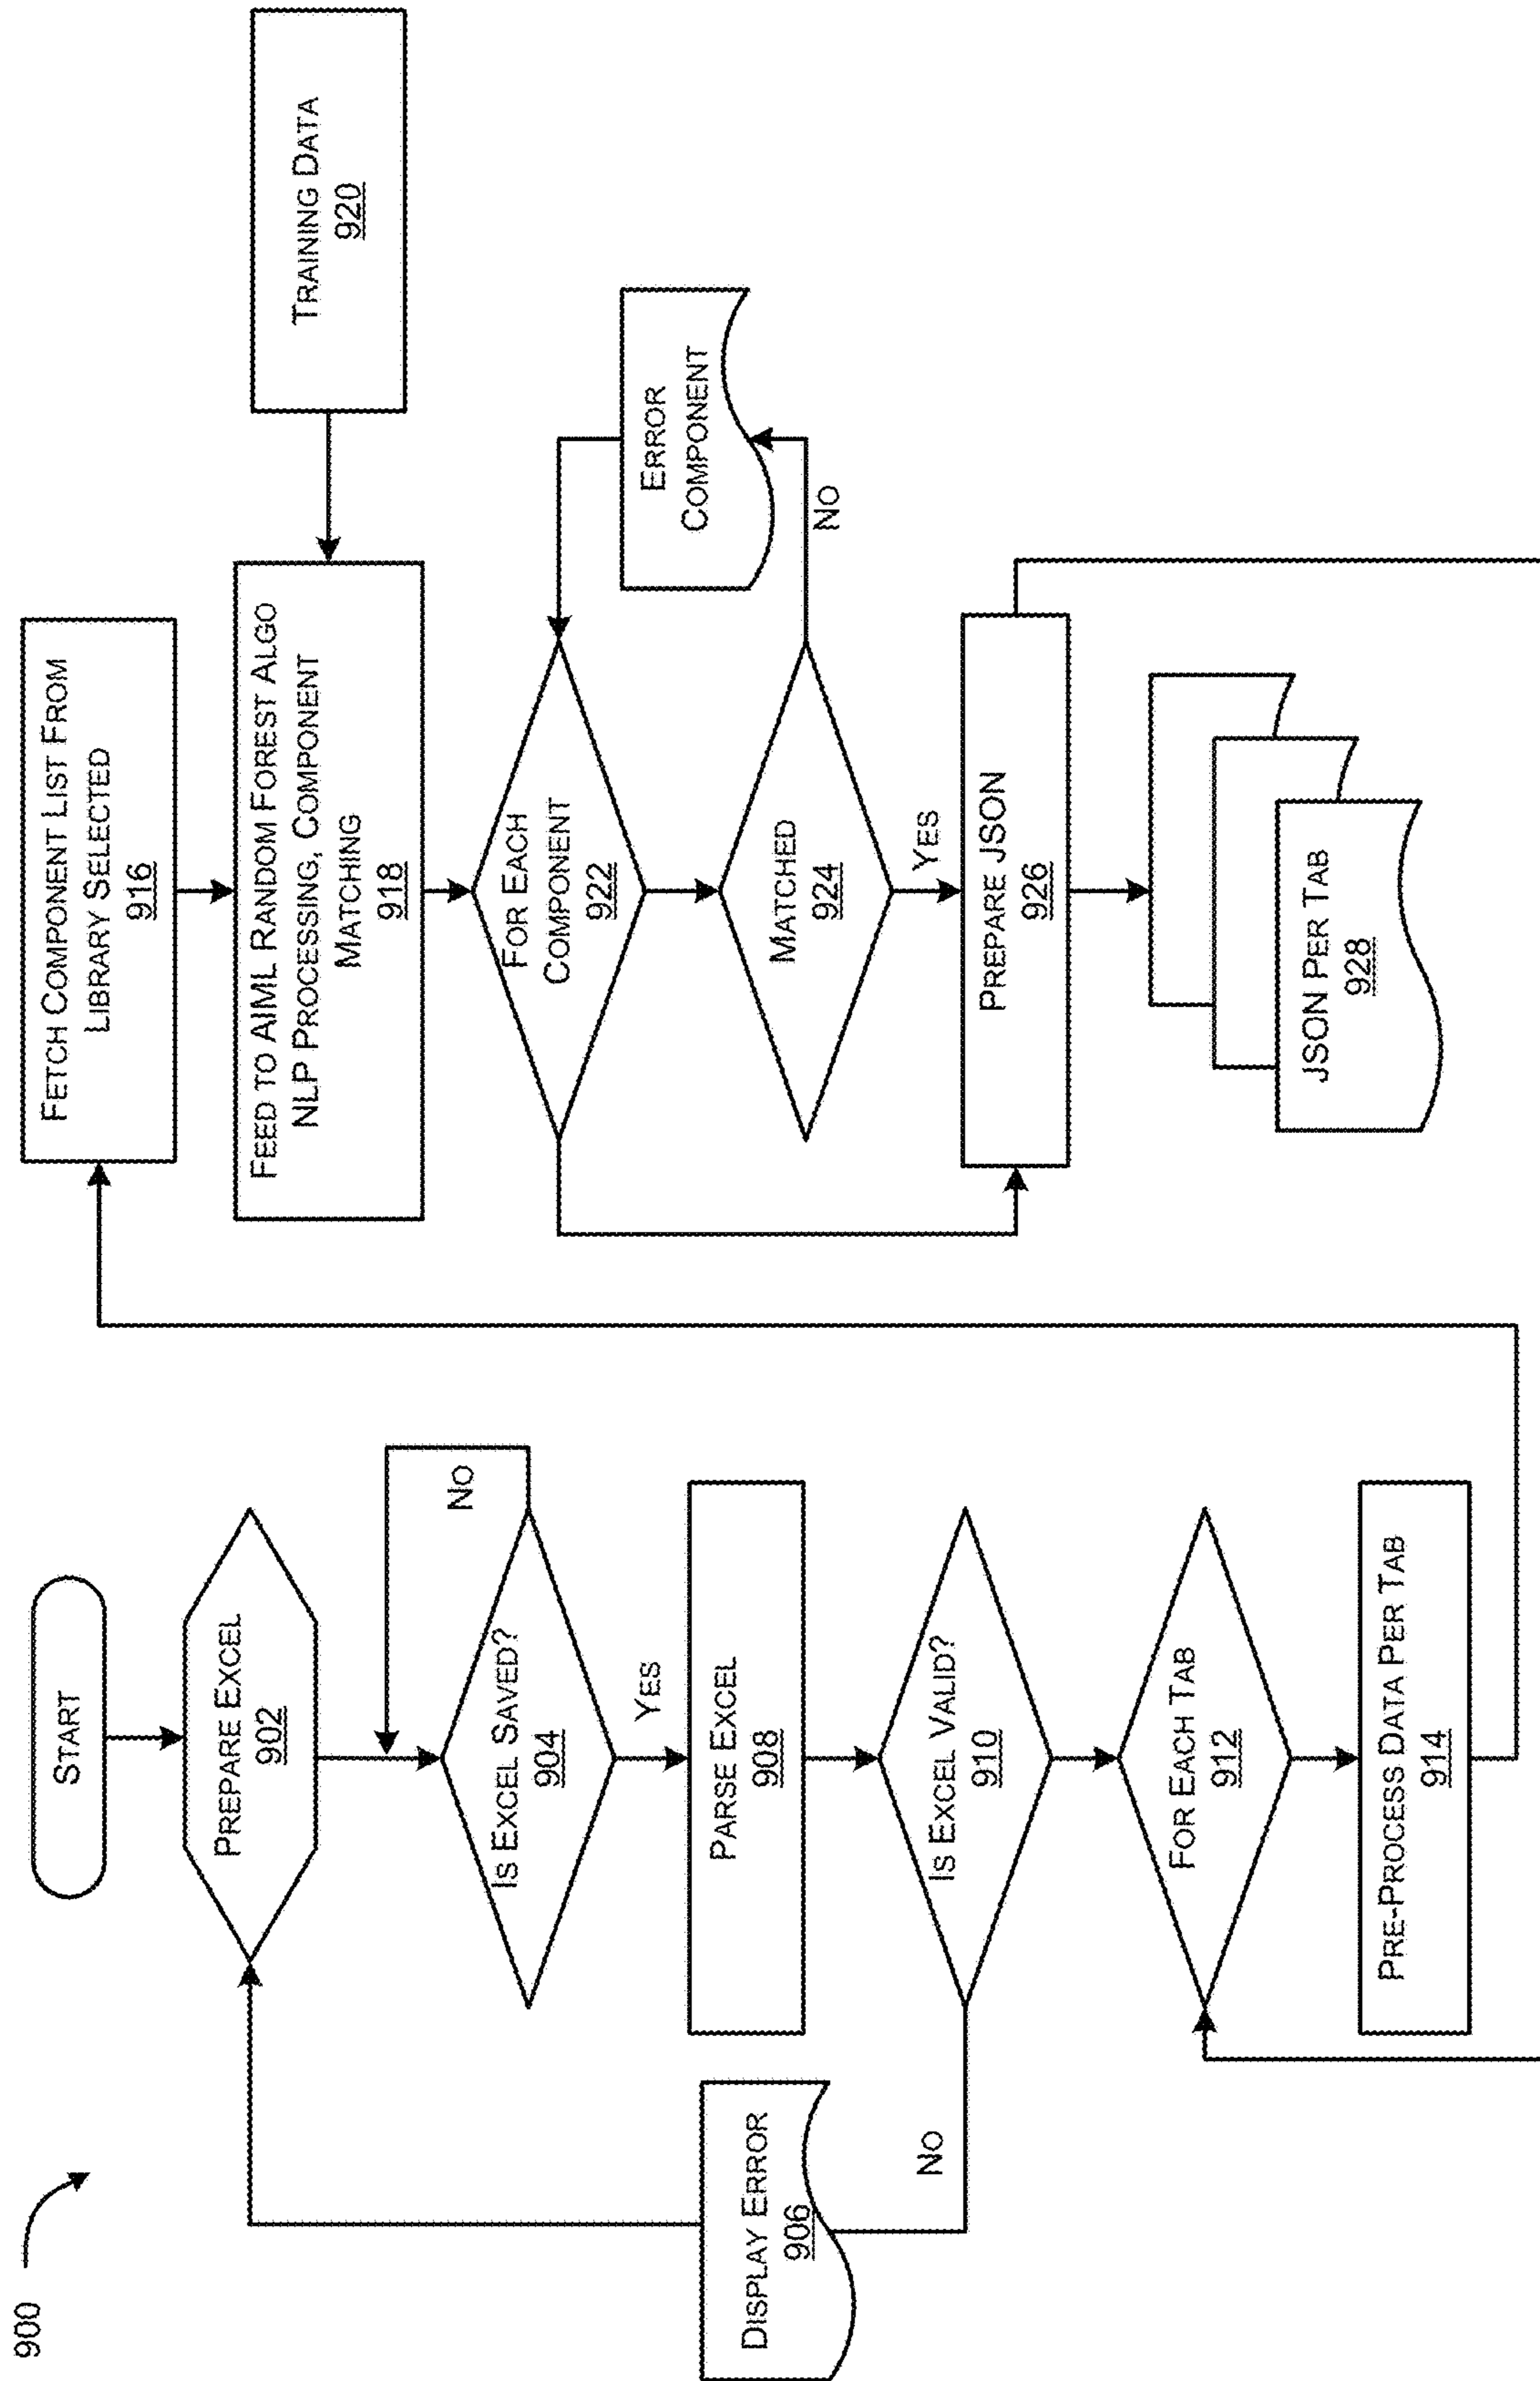 900
START
PREPARE EXCEL
902
IS EXCEL SAVED?
904
NO
YES
PARSE EXCEL
908
IS EXCEL VALID?
910
NO
DISPLAY ERROR
906
FOR EACH TAB
912
PRE-PROCESS DATA PER TAB
914
FETCH COMPONENT LIST FROM
LIBRARY SELECTED
916
FEED TO AIML RANDOM FOREST ALGO
NLP PROCESSING, COMPONENT
MATCHING
918
TRAINING DATA
920
FOR EACH
COMPONENT
922
ERROR
COMPONENT
MATCHED
924
NO
YES
PREPARE JSON
926
JSON PER TAB
928